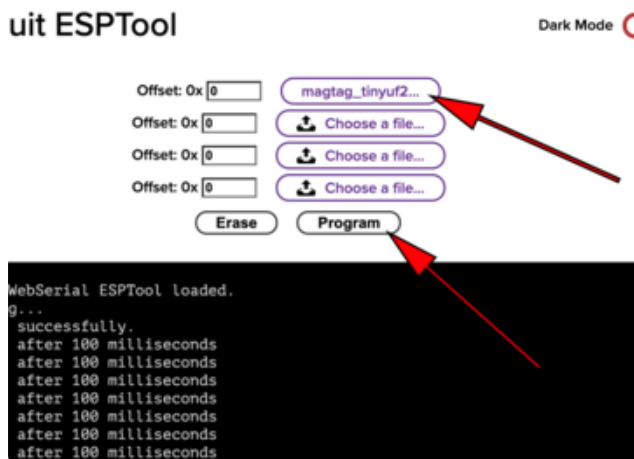 uit ESPTool
Dark Mode
Offset: 0x 0 magtag_tinyuf2...
Offset: 0x 0 Choose a file...
Offset: 0x 0 Choose a file...
Offset: 0x 0 Choose a file...
Erase Program
WebSerial ESPTool loaded.
g...
successfully.
after 100 milliseconds
after 100 milliseconds
after 100 milliseconds
after 100 milliseconds
after 100 milliseconds
after 100 milliseconds
after 100 milliseconds